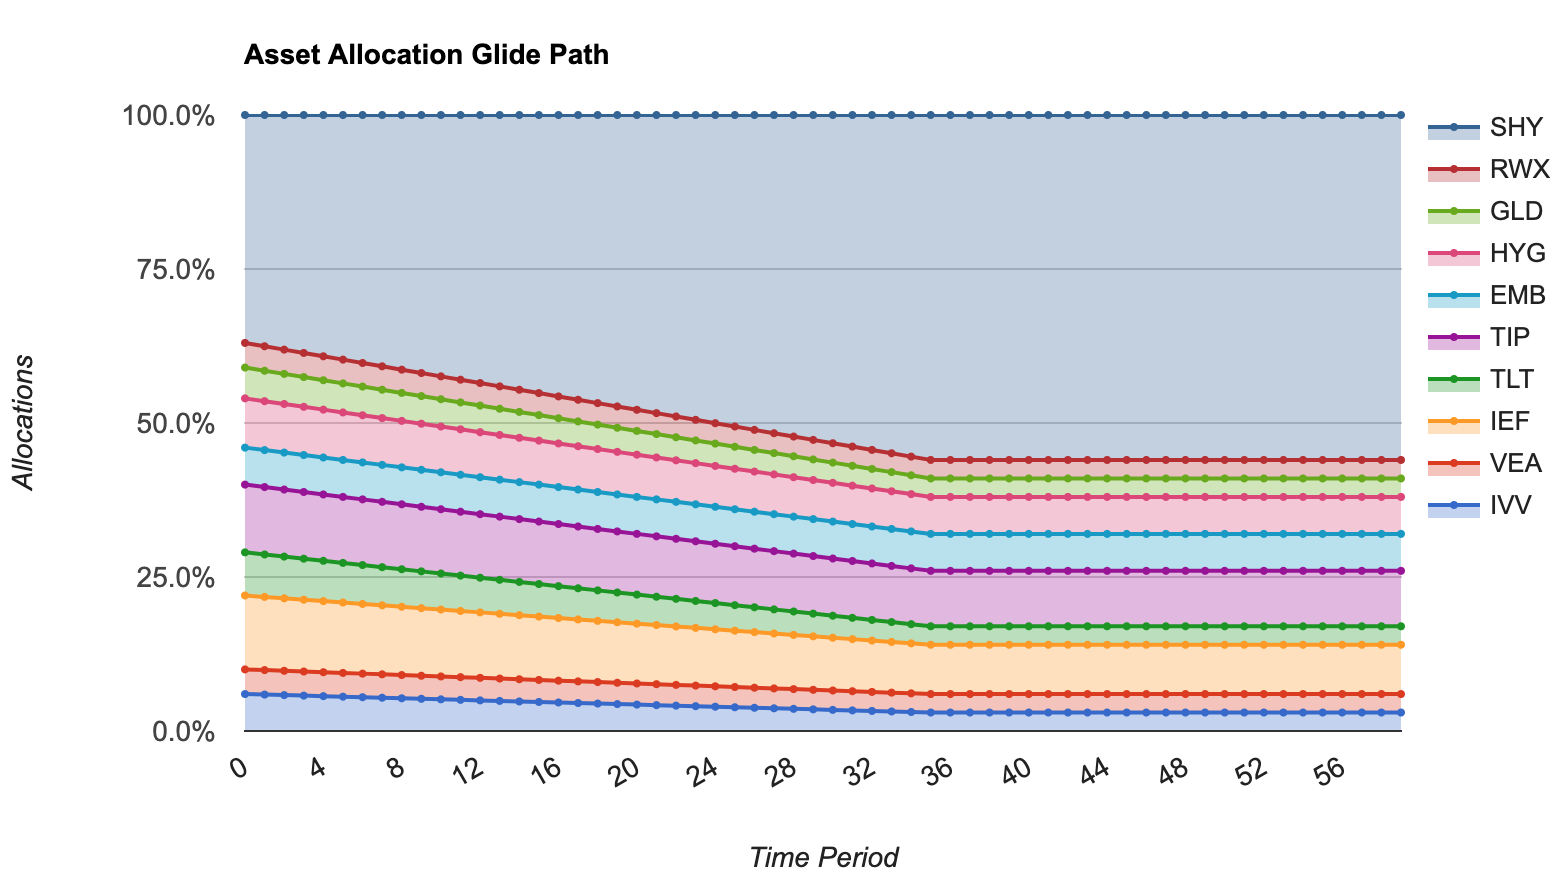 Asset Allocation Glide Path
100.0%
75.0%
50.0%
25.0%
0.0%
Allocations
0 4 8 12 16 20 24 28 32 36 40 44 48 52 56
Time Period
SHY
RWX
GLD
HYG
EMB
TIP
TLT
IEF
VEA
IVV